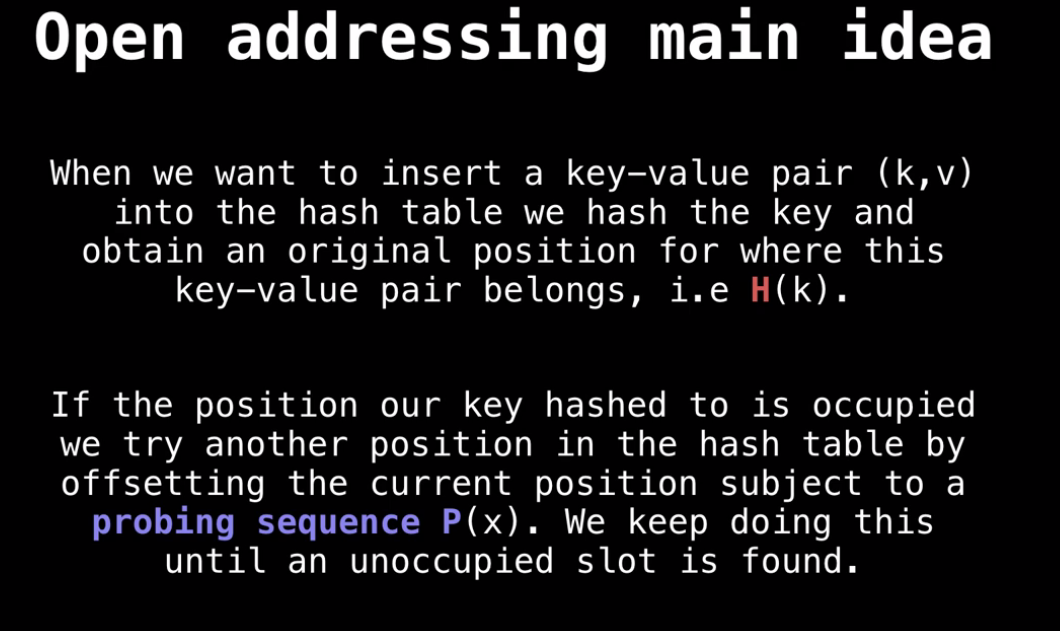 Open addressing main idea
When we want to insert a key-value pair (k,v)
into the hash table we hash the key and
obtain an original position for where this
key-value pair belongs, i.e H(k).
If the position our key hashed to is occupied
we try another position in the hash table by
offsetting the current position subject to a
probing sequence P(x). We keep doing this
until an unoccupied slot is found.